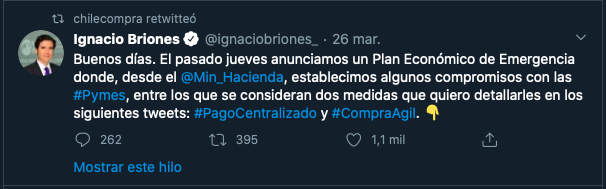 chilecompra retwitteó
Ignacio Briones @ignaciobriones_ · 26 mar.
Buenos días. El pasado jueves anunciamos un Plan Económico de Emergencia
donde, desde el @Min_Hacienda, establecimos algunos compromisos con las
#Pymes, entre los que se consideran dos medidas que quiero detallarles en los
siguientes tweets: #PagoCentralizado y #CompraAgil. 👇
262 395 1,1 mil
Mostrar este hilo